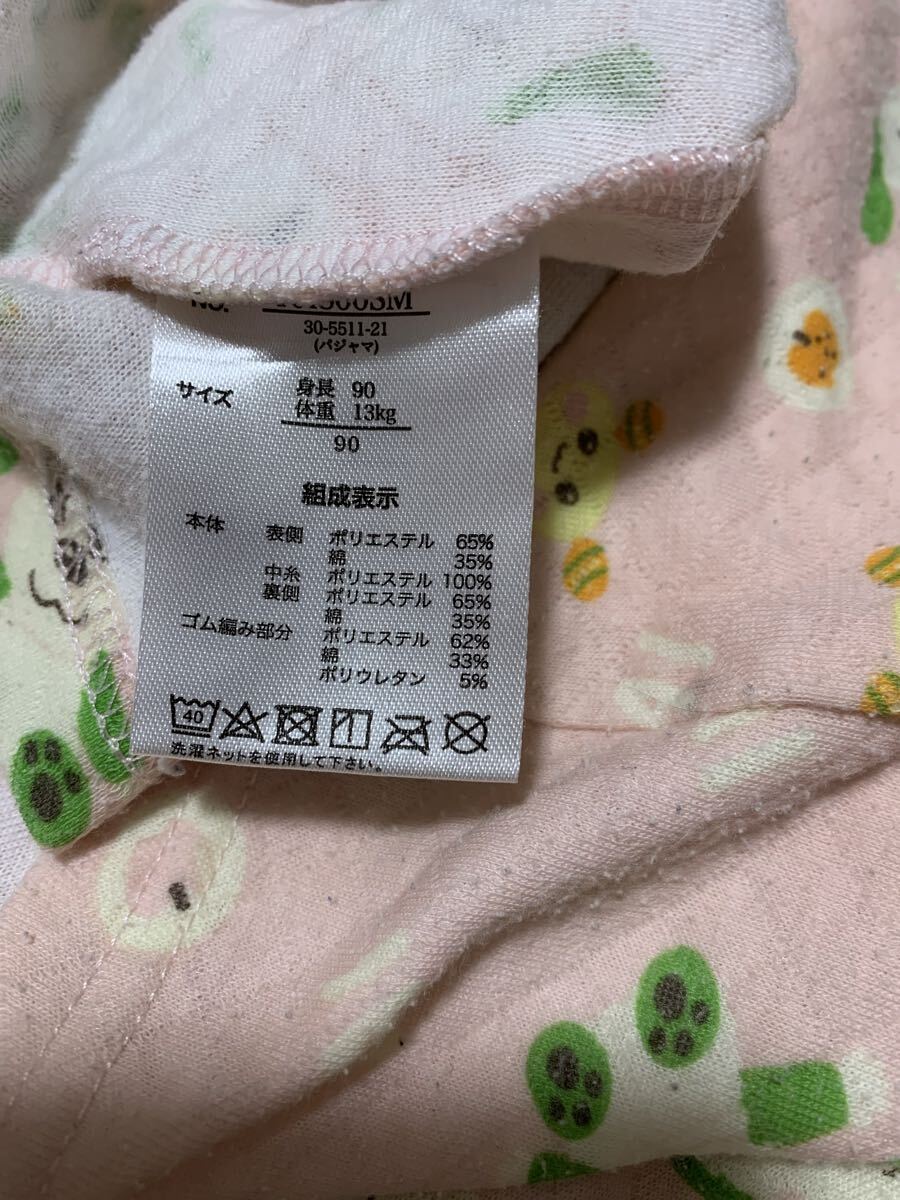 NO.
30-5511-21
(パジャマ)
サイズ 身長 90
体重 13kg
90
組成表示
本体 表側 ポリエステル 65%
綿 35%
中糸 ポリエステル 100%
裏側 ポリエステル 65%
綿 35%
ゴム編み部分 ポリエステル 62%
綿 33%
ポリウレタン 5%
40
洗濯ネットを使用して下さい。